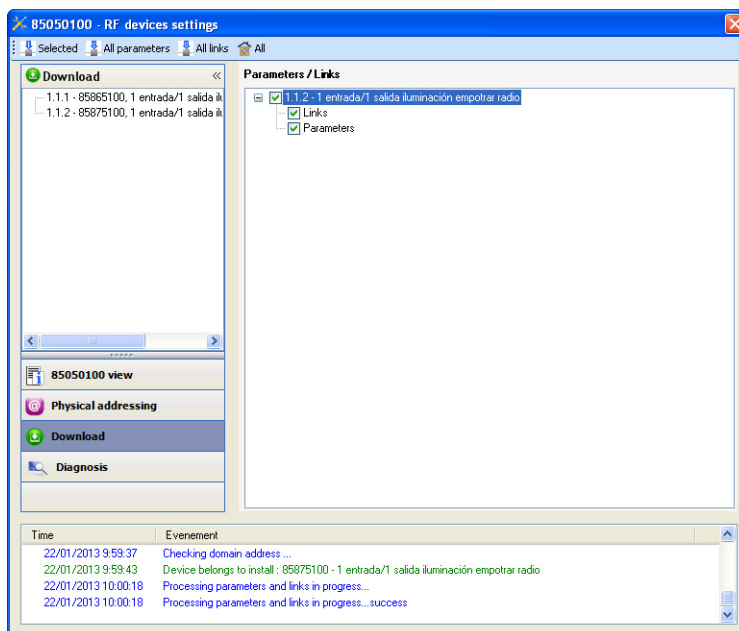 85050100 - RF devices settings
Selected All parameters All links All
Download
1.1.1 - 85865100, 1 entrada/1 salida
1.1.2 - 85875100, 1 entrada/1 salida
85050100 view
Physical addressing
Download
Diagnosis
Parameters / Links
1.1.2 - 1 entrada/1 salida iluminación empotrar radio
Links
Parameters
Time Evenement
22/01/2013 9:59:37 Checking domain address ...
22/01/2013 9:59:43 Device belongs to install : 85875100 - 1 entrada/1 salida iluminación empotrar radio
22/01/2013 10:00:18 Processing parameters and links in progress...
22/01/2013 10:00:18 Processing parameters and links in progress...success